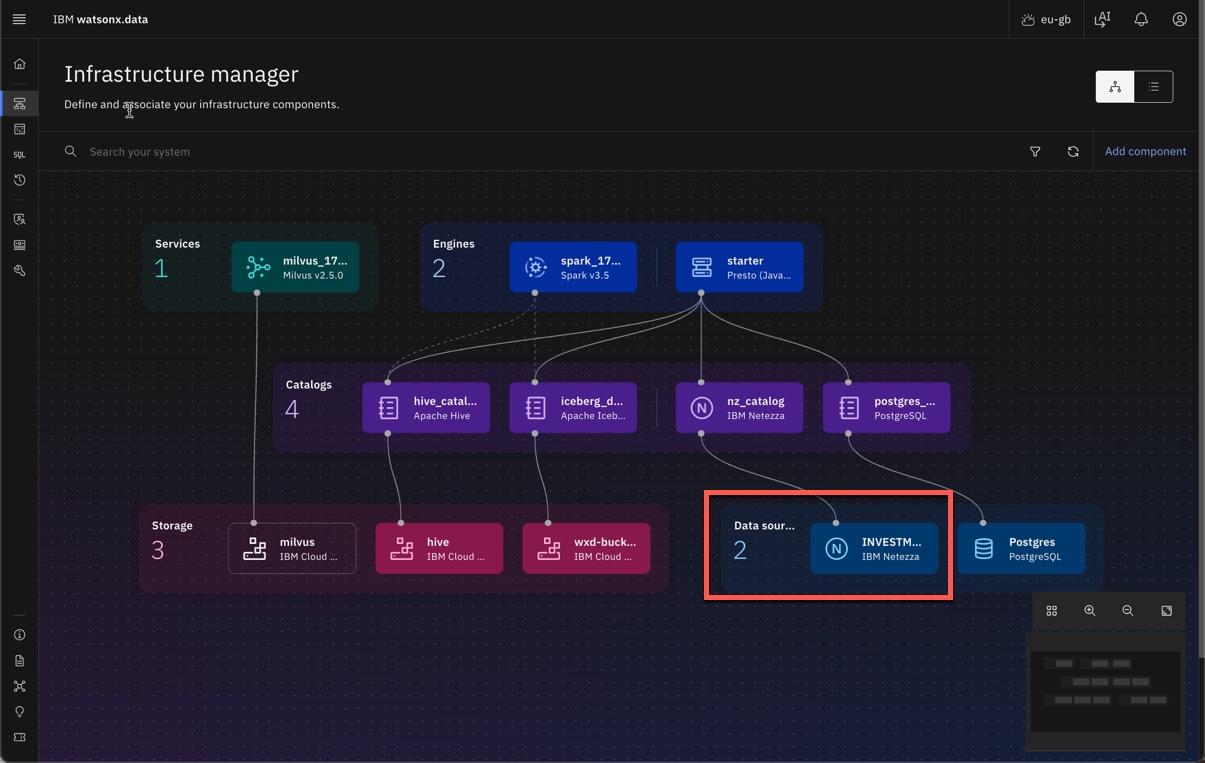 IBM watsonx.data
eu-gb
Infrastructure manager
Define and associate your infrastructure components.
Search your system
Add component
SQL
Services
1
milvus_17...
Milvus v2.5.0
Engines
2
spark_17...
Spark v3.5
starter
Presto (Java...
Catalogs
4
hive_catal...
Apache Hive
iceberg_d...
Apache Iceb...
N
nz_catalog
IBM Netezza
postgres_...
PostgreSQL
Storage
3
milvus
IBM Cloud ...
hive
IBM Cloud ...
wxd-buck...
IBM Cloud ...
Data sour...
2
N
INVESTM...
IBM Netezza
Postgres
PostgreSQL